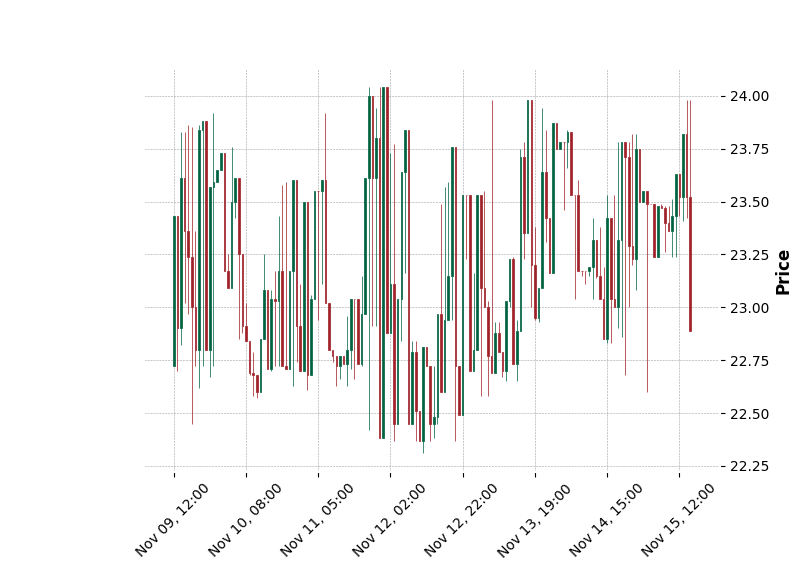 24.00
23.75
23.50
23.25
23.00
22.75
22.50
22.25
Price
Nov 09, 12:00
Nov 10, 08:00
Nov 11, 05:00
Nov 12, 02:00
Nov 12, 22:00
Nov 13, 19:00
Nov 14, 15:00
Nov 15, 12:00